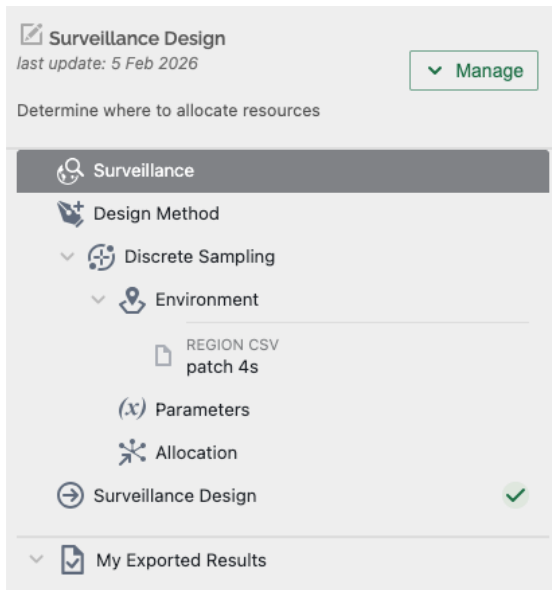 Surveillance Design
last update: 5 Feb 2026
Manage
Determine where to allocate resources
Surveillance
Design Method
Discrete Sampling
Environment
REGION CSV
patch 4s
(x) Parameters
Allocation
Surveillance Design
My Exported Results